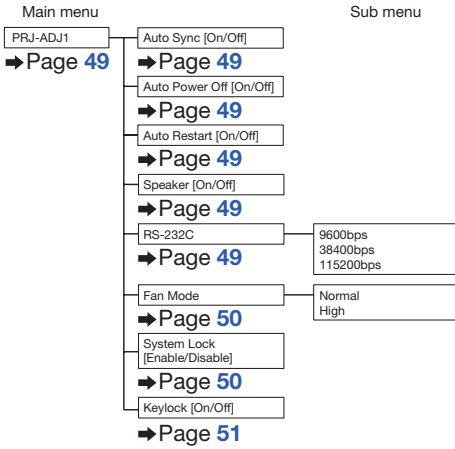 Main menu
Sub menu
PRJ-ADJ1
➡Page 49
Auto Sync [On/Off]
➡Page 49
Auto Power Off [On/Off]
➡Page 49
Auto Restart [On/Off]
➡Page 49
Speaker [On/Off]
➡Page 49
RS-232C
➡Page 49
9600bps
38400bps
115200bps
Fan Mode
➡Page 50
Normal
High
System Lock
[Enable/Disable]
➡Page 50
Keylock [On/Off]
➡Page 51